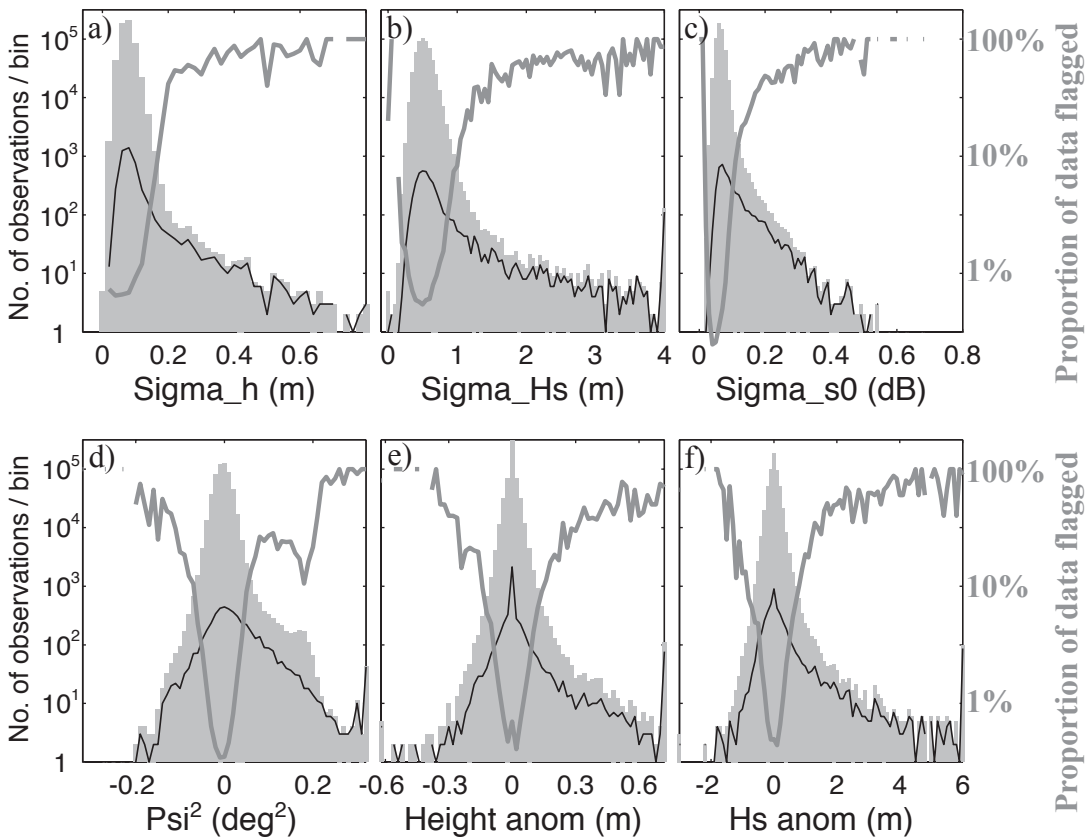 a) b) c)
No. of observations / bin
10^5
10^4
10^3
10^2
10^1
1
100%
10%
1%
Proportion of data flagged
0 0.2 0.4 0.6
Sigma_h (m)
0 1 2 3 4
Sigma_Hs (m)
0 0.2 0.4 0.6 0.8
Sigma_s0 (dB)
d) e) f)
No. of observations / bin
10^5
10^4
10^3
10^2
10^1
1
100%
10%
1%
Proportion of data flagged
-0.2 0 0.2
Psi² (deg²)
-0.6 -0.3 0 0.3 0.6
Height anom (m)
-2 0 2 4 6
Hs anom (m)